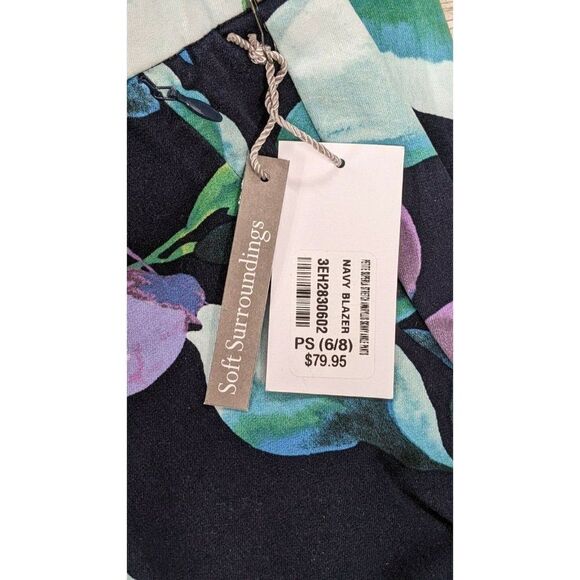 Soft Surroundings
NAVY BLAZER
3EH2830602
PS (6/8)
$79.95